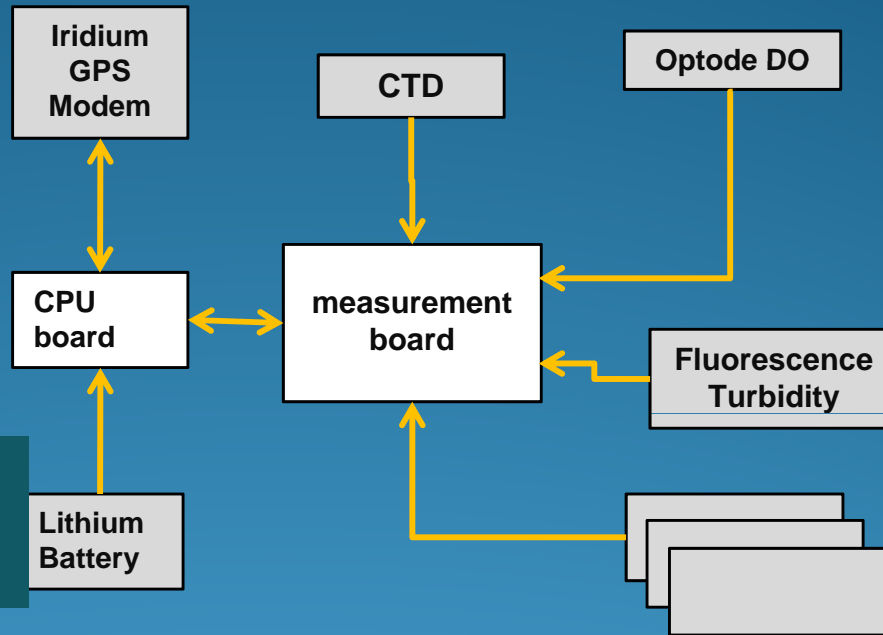 Iridium
GPS
Modem
CTD
Optode DO
CPU
board
measurement
board
Fluorescence
Turbidity
Lithium
Battery